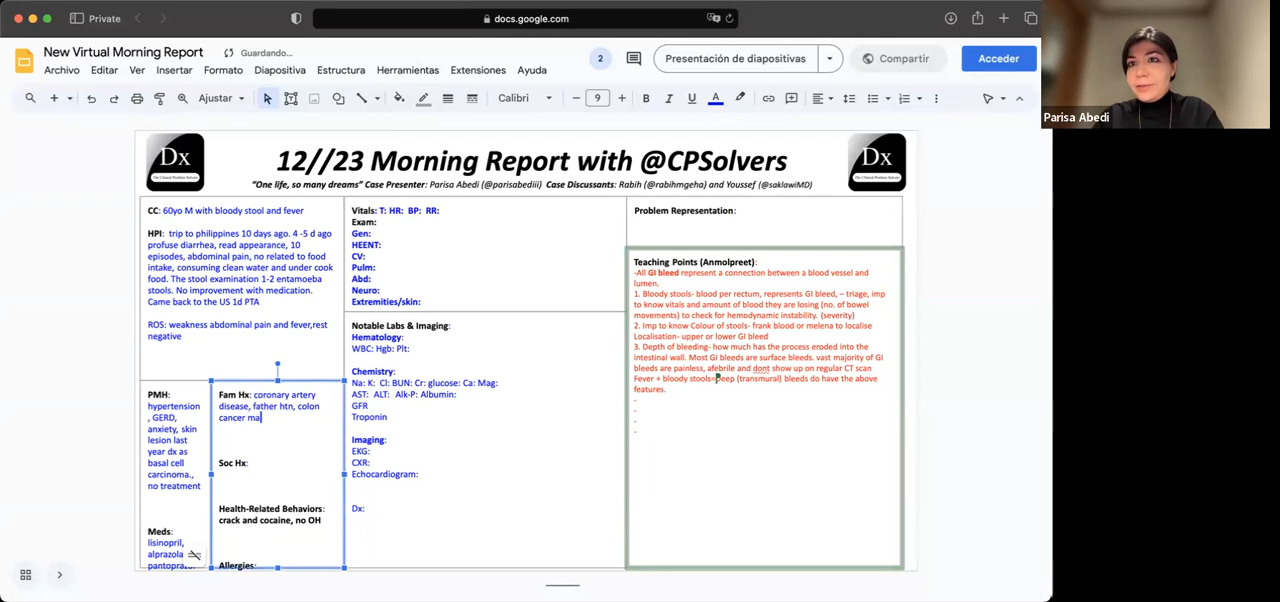 Private
docs.google.com
New Virtual Morning Report
Guardando...
2
Presentación de diapositivas
Compartir
Acceder
Archivo Editar Ver Insertar Formato Diapositiva Estructura Herramientas Extensiones Ayuda
Ajustar
Calibri
9
B I U A
Parisa Abedi
Dx
The Clinical Problem Solvers
12//23 Morning Report with @CPSolvers
"One life, so many dreams" Case Presenter: Parisa Abedi (@parisabediii) Case Discussants: Rabih (@rabihmgeha) and Youssef (@saklawiMD)
Dx
The Clinical Problem Solvers
CC: 60yo M with bloody stool and fever
HPI: trip to philippines 10 days ago. 4 -5 d ago
profuse diarrhea, read appearance, 10
episodes, abdominal pain, no related to food
intake, consuming clean water and under cook
food. The stool examination 1-2 entamoeba
stools. No improvement with medication.
Came back to the US 1d PTA
ROS: weakness abdominal pain and fever,rest
negative
PMH:
hypertension
, GERD,
anxiety, skin
lesion last
year dx as
basal cell
carcinoma.,
no treatment
Meds:
lisinopril,
alprazola
pantopra
Fam Hx: coronary artery
disease, father htn, colon
cancer ma
Soc Hx:
Health-Related Behaviors:
crack and cocaine, no OH
Allergies:
Vitals: T: HR: BP: RR:
Exam:
Gen:
HEENT:
CV:
Pulm:
Abd:
Neuro:
Extremities/skin:
Notable Labs & Imaging:
Hematology:
WBC: Hgb: Plt:
Chemistry:
Na: K: Cl: BUN: Cr: glucose: Ca: Mag:
AST: ALT: Alk-P: Albumin:
GFR
Troponin
Imaging:
EKG:
CXR:
Echocardiogram:
Dx:
Problem Representation:
Teaching Points (Anmolpreet):
-All GI bleed represent a connection between a blood vessel and
lumen.
1. Bloody stools- blood per rectum, represents GI bleed, – triage, imp
to know vitals and amount of blood they are losing (no. of bowel
movements) to check for hemodynamic instability. (severity)
2. Imp to know Colour of stools- frank blood or melena to localise
Localisation- upper or lower GI bleed
3. Depth of bleeding- how much has the process eroded into the
intestinal wall. Most GI bleeds are surface bleeds. vast majority of GI
bleeds are painless, afebrile and dont show up on regular CT scan
Fever + bloody stools= Deep (transmural) bleeds do have the above
features.
-
-
-
-